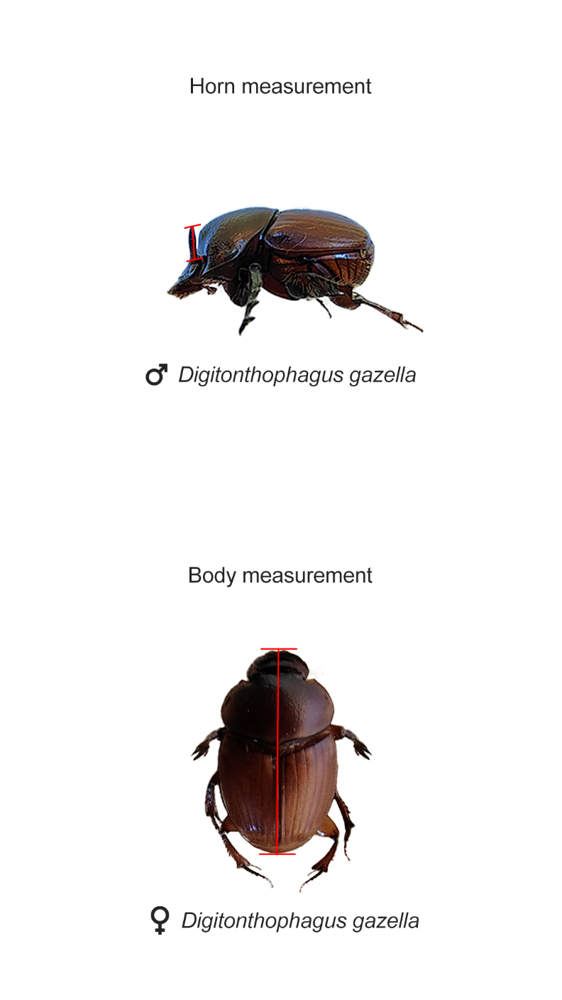 Horn measurement
♂ Digitonthophagus gazella
Body measurement
♀ Digitonthophagus gazella